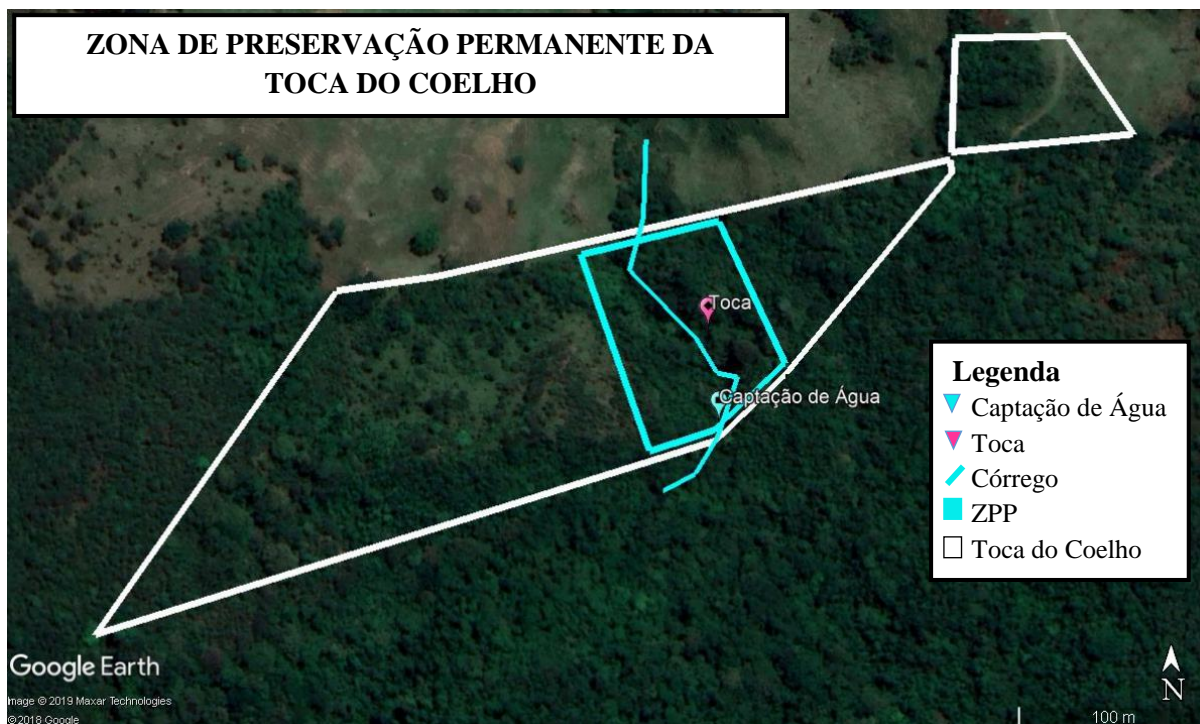 ZONA DE PRESERVAÇÃO PERMANENTE DA
TOCA DO COELHO
Toca
Captação de Água
Legenda
Captação de Água
Toca
Córrego
ZPP
Toca do Coelho
Google Earth
Image © 2019 Maxar Technologies
© 2018 Google
N
100 m